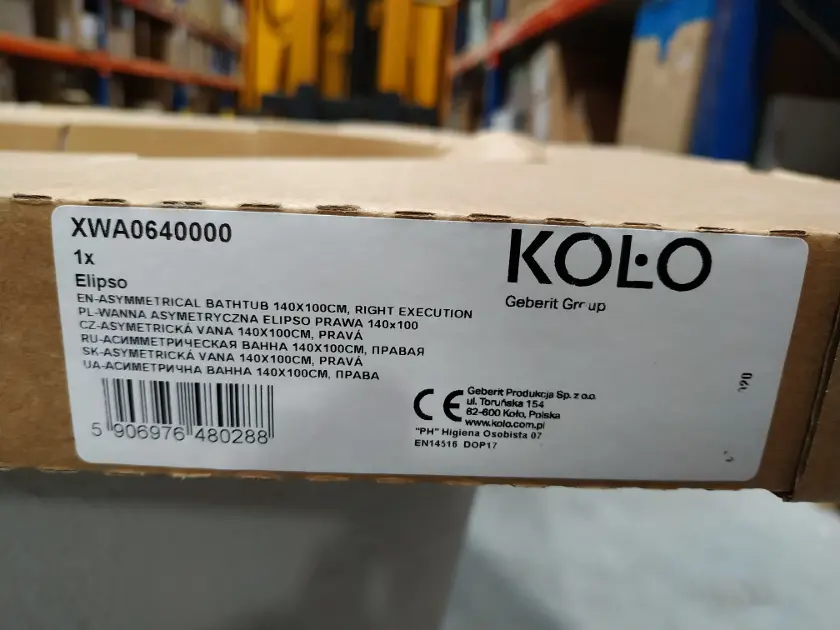 XWA0640000
1x
Elipso
EN-ASYMMETRICAL BATHTUB 140X100CM, RIGHT EXECUTION
PL-WANNA ASYMETRYCZNA ELIPSO PRAWA 140x100
CZ-ASYMETRICKÁ VANA 140X100CM, PRAVÁ
RU-АСИММЕТРИЧЕСКАЯ ВАННА 140X100CM, ПРАВАЯ
SK-ASYMETRICKÁ VANA 140X100CM, PRAVÁ
UA-АСИМЕТРИЧНА ВАННА 140X100CM, ПРАВА
5 906976 480288
KOŁO
Geberit Group
CE
Geberit Produkcja Sp. z o.o.
ul. Toruńska 154
62-600 Koło, Polska
www.kolo.com.pl
"PH" Higiena Osobista 07
EN14516 DOP17